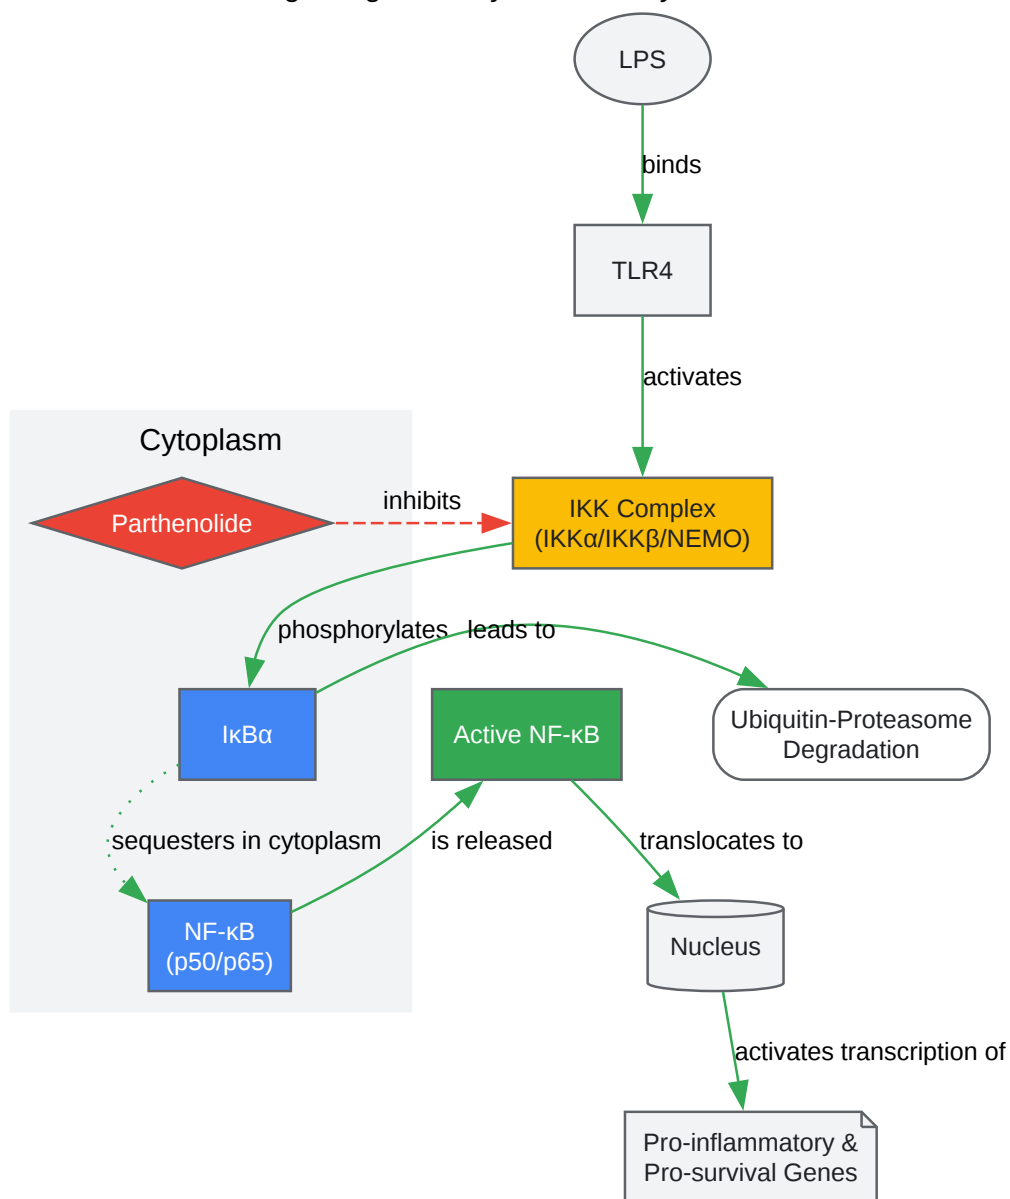 LPS
binds
TLR4
activates
Cytoplasm
Parthenolide
inhibits
IKK Complex
(IKKα/IKKβ/NEMO)
phosphorylates
leads to
IκBα
Active NF-κB
Ubiquitin-Proteasome
Degradation
sequesters in cytoplasm
is released
translocates to
NF-κB
(p50/p65)
Nucleus
activates transcription of
Pro-inflammatory &
Pro-survival Genes